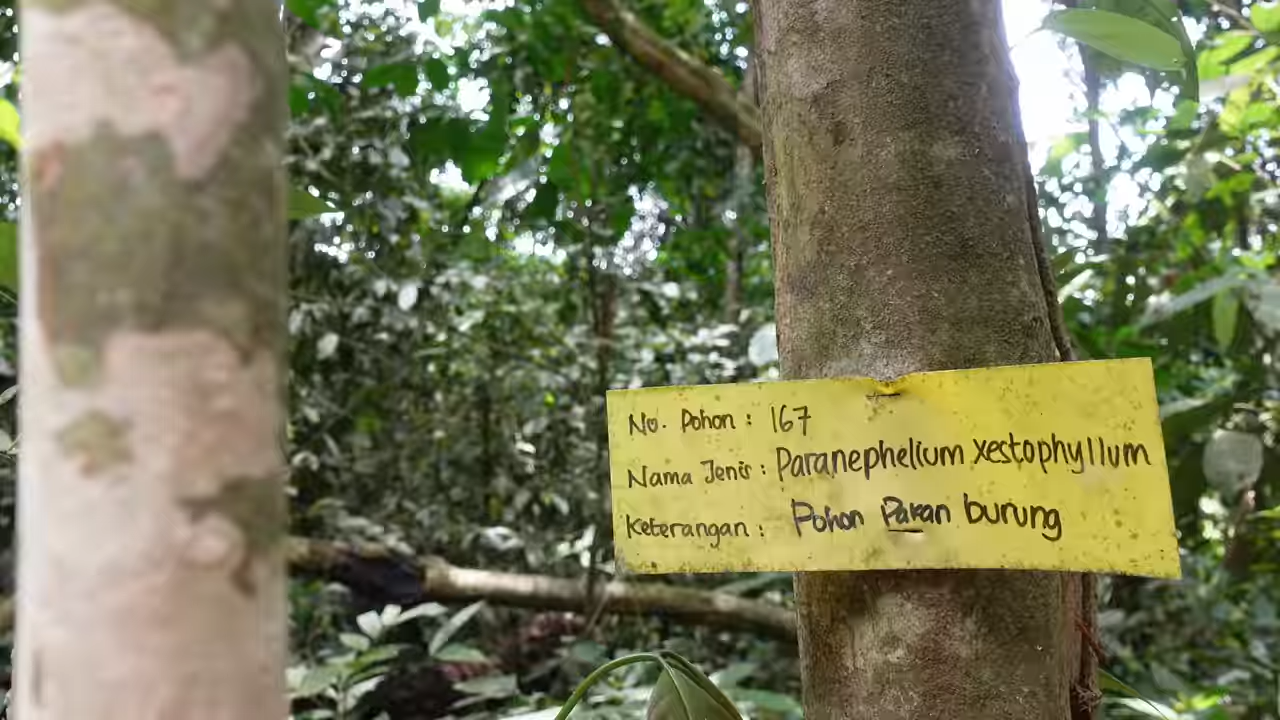 No. Pohon : 167
Nama Jenis : Paranephelium xestophyllum
Keterangan : Pohon Pakan burung